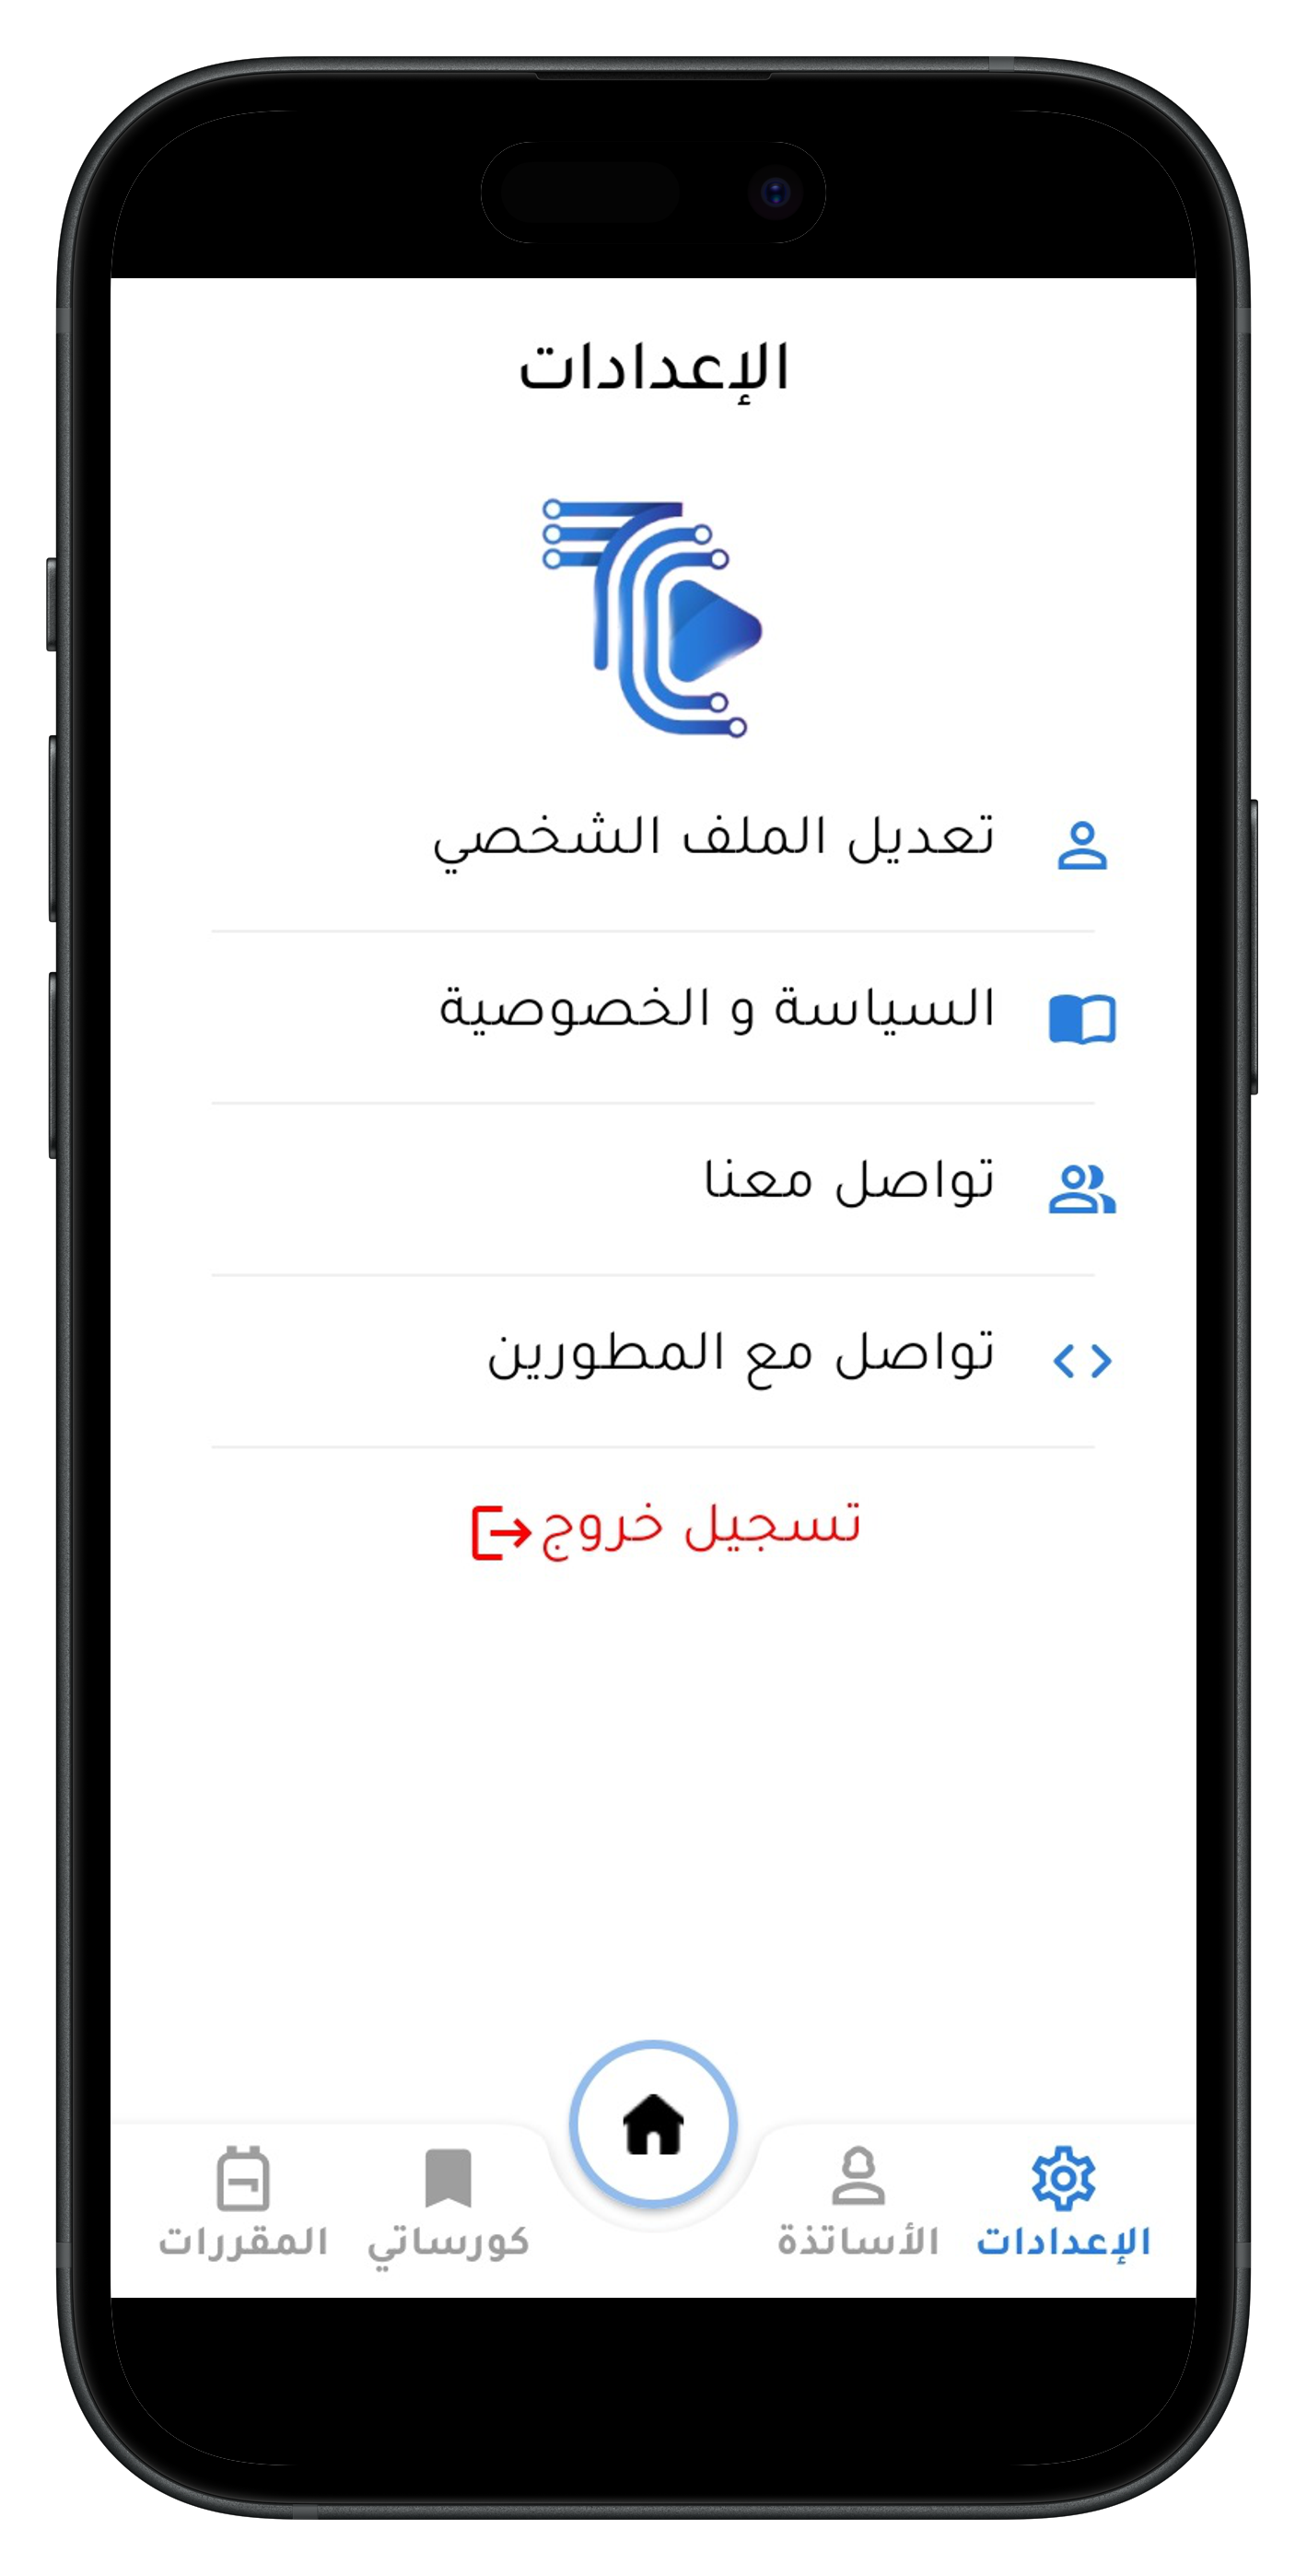 الإعدادات
تعديل الملف الشخصي
السياسة و الخصوصية
تواصل معنا
تواصل مع المطورين
تسجيل خروج
الإعدادات
الأساتذة
كورساتي
المقررات